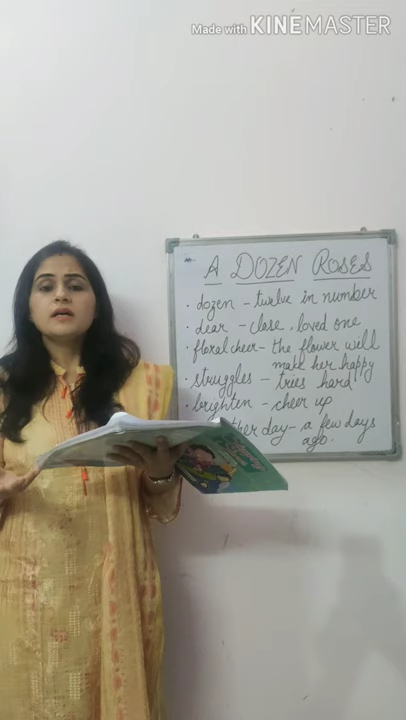 Made with KINEMASTER
A DOZEN ROSES
• dozen - twelve in number
• dear - close, loved one
• floral cheer - the flower will
make her happy
struggles - tries hard
• brighten - cheer up
ther day - a few days
ago.